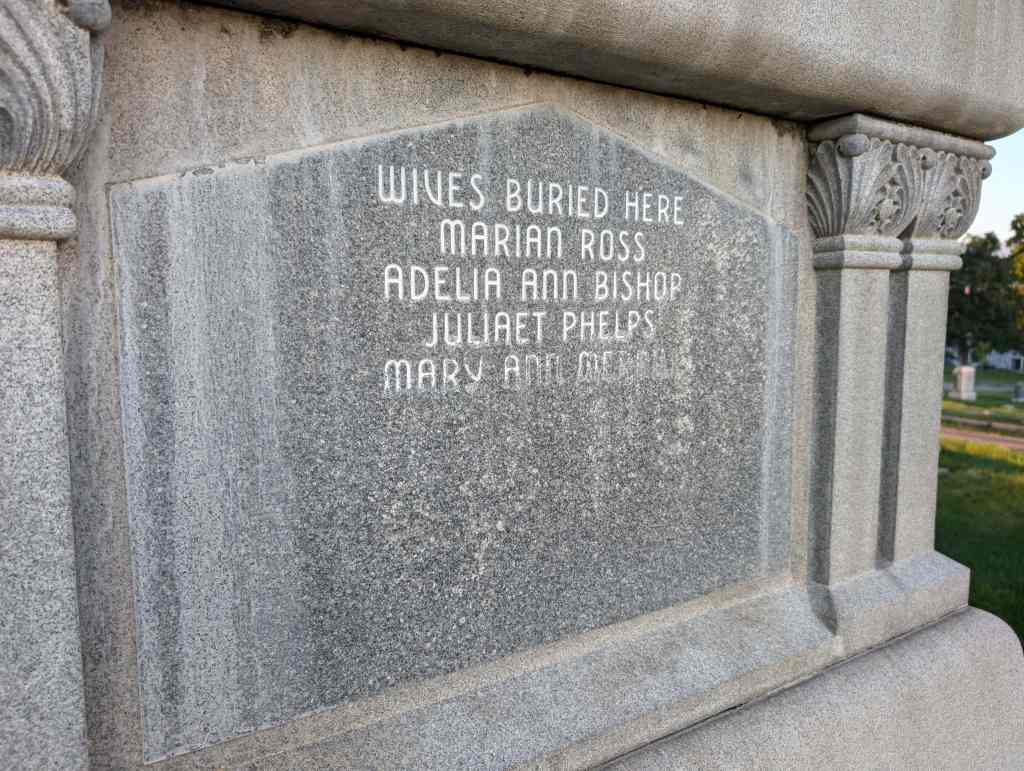 WIVES BURIED HERE
MARIAN ROSS
ADELIA ANN BISHOP
JULIAET PHELPS
MARY ANN